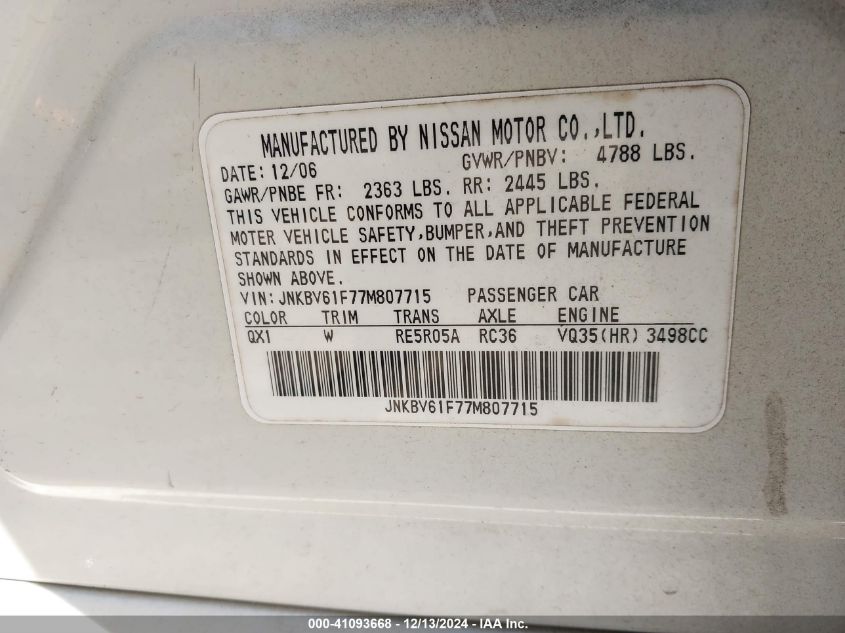 MANUFACTURED BY NISSAN MOTOR CO.,LTD.
DATE: 12/06 GVWR/PNBV: 4788 LBS.
GAWR/PNBE FR: 2363 LBS. RR: 2445 LBS.
THIS VEHICLE CONFORMS TO ALL APPLICABLE FEDERAL
MOTER VEHICLE SAFETY,BUMPER,AND THEFT PREVENTION
STANDARDS IN EFFECT ON THE DATE OF MANUFACTURE
SHOWN ABOVE.
VIN: JNKBV61F77M807715 PASSENGER CAR
COLOR TRIM TRANS AXLE ENGINE
QX1 W RE5R05A RC36 VQ35(HR) 3498CC
JNKBV61F77M807715
000-41093668 - 12/13/2024 - IAA Inc.